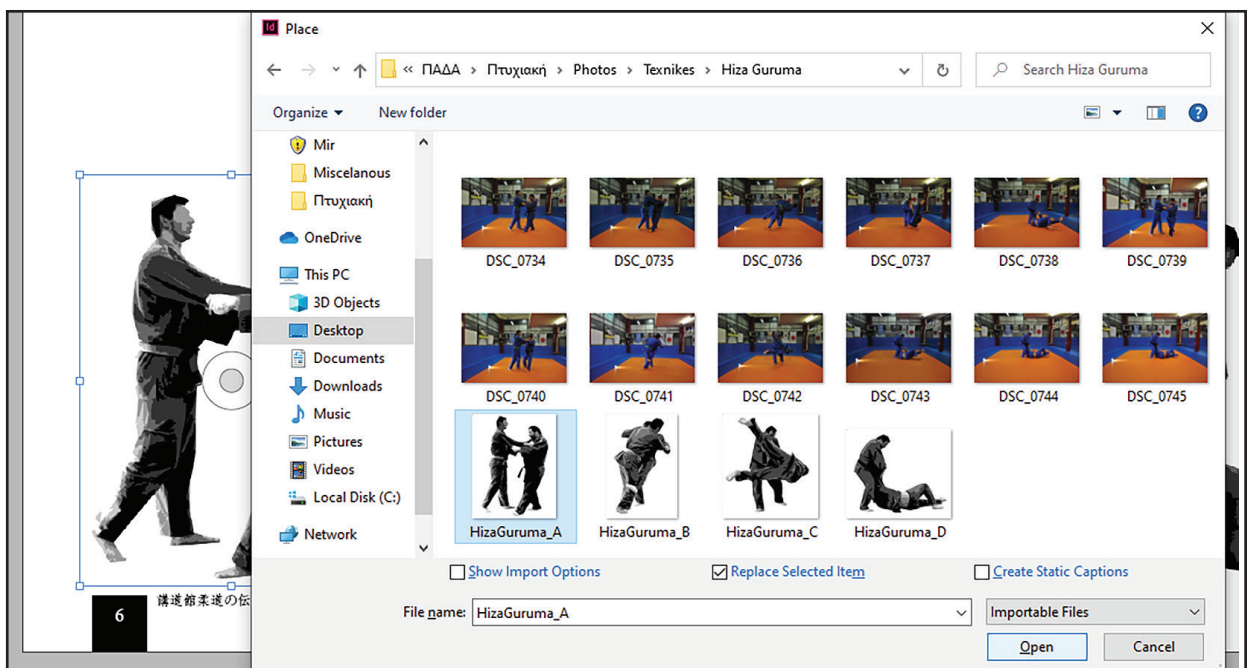 Id Place
« ΠΑΔΑ > Πτυχιακή > Photos > Texnikes > Hiza Guruma
Search Hiza Guruma
Organize New folder
?
Mir
Miscelanous
Πτυχιακή
OneDrive
This PC
3D Objects
Desktop
Documents
Downloads
Music
Pictures
Videos
Local Disk (C:)
Network
DSC_0734 DSC_0735 DSC_0736 DSC_0737 DSC_0738 DSC_0739
DSC_0740 DSC_0741 DSC_0742 DSC_0743 DSC_0744 DSC_0745
HizaGuruma_A HizaGuruma_B HizaGuruma_C HizaGuruma_D
Show Import Options Replace Selected Item Create Static Captions
File name: HizaGuruma_A Importable Files
Open Cancel
6
講道館柔道の伝